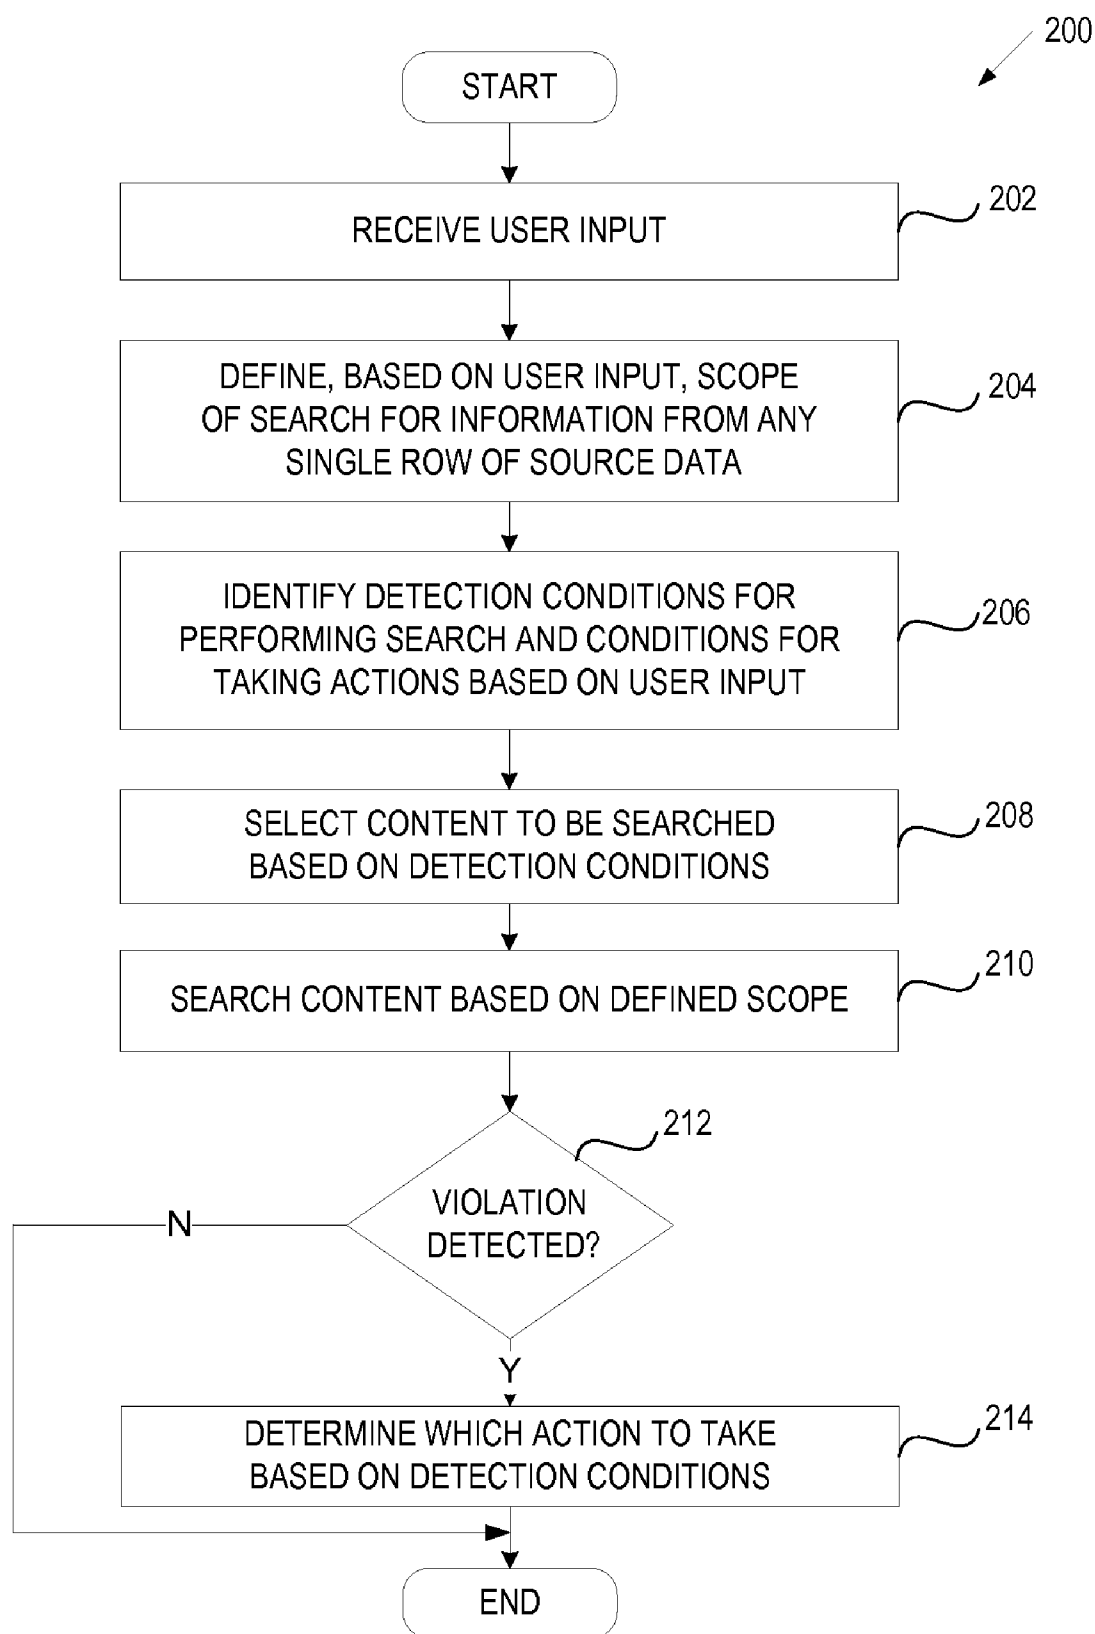 200
START
RECEIVE USER INPUT
202
DEFINE, BASED ON USER INPUT, SCOPE
OF SEARCH FOR INFORMATION FROM ANY
SINGLE ROW OF SOURCE DATA
204
IDENTIFY DETECTION CONDITIONS FOR
PERFORMING SEARCH AND CONDITIONS FOR
TAKING ACTIONS BASED ON USER INPUT
206
SELECT CONTENT TO BE SEARCHED
BASED ON DETECTION CONDITIONS
208
SEARCH CONTENT BASED ON DEFINED SCOPE
210
212
VIOLATION
DETECTED?
N
Y
DETERMINE WHICH ACTION TO TAKE
BASED ON DETECTION CONDITIONS
214
END